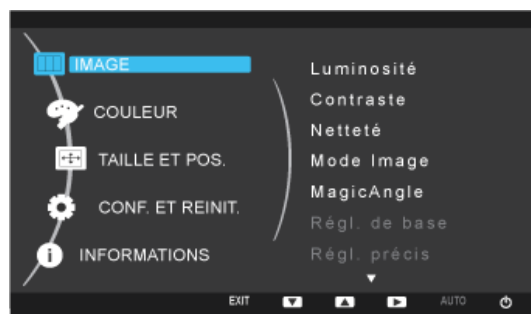 IMAGE
COULEUR
TAILLE ET POS.
CONF. ET REINIT.
INFORMATIONS
Luminosité
Contraste
Netteté
Mode Image
MagicAngle
Régl. de base
Régl. précis
EXIT
AUTO